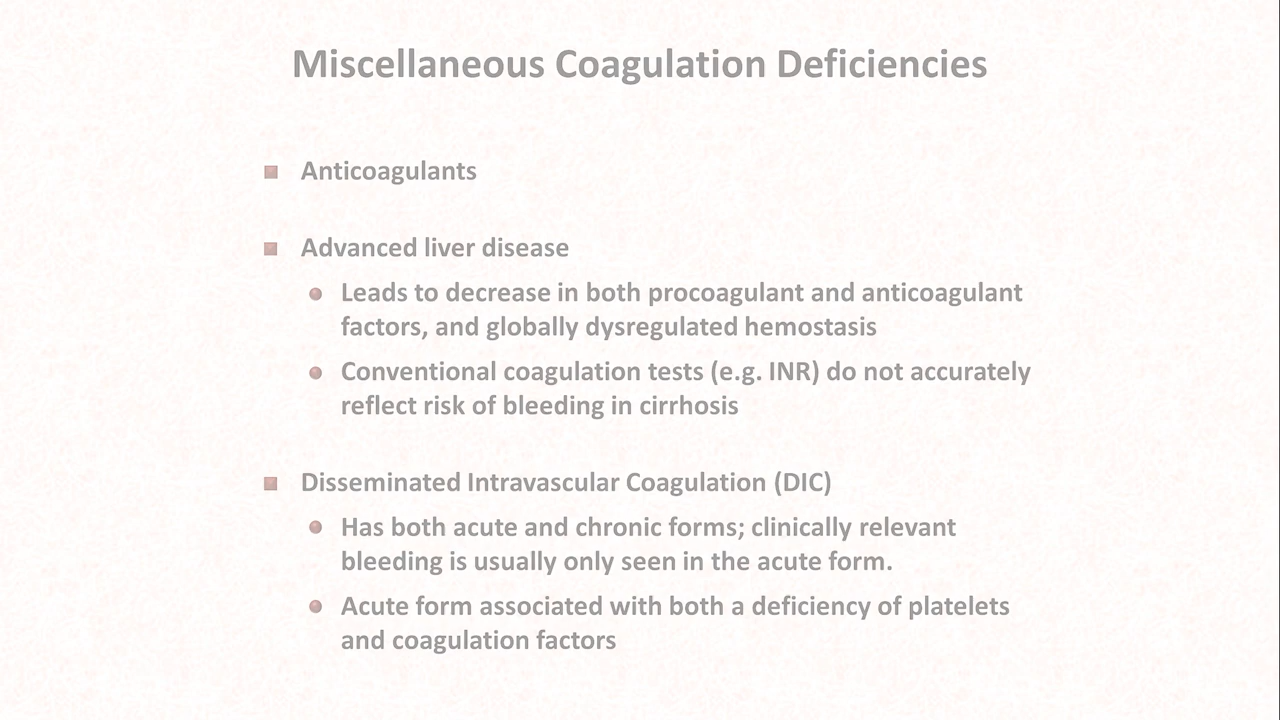 Miscellaneous Coagulation Deficiencies
Anticoagulants
Advanced liver disease
Leads to decrease in both procoagulant and anticoagulant
factors, and globally dysregulated hemostasis
Conventional coagulation tests (e.g. INR) do not accurately
reflect risk of bleeding in cirrhosis
Disseminated Intravascular Coagulation (DIC)
Has both acute and chronic forms; clinically relevant
bleeding is usually only seen in the acute form.
Acute form associated with both a deficiency of platelets
and coagulation factors